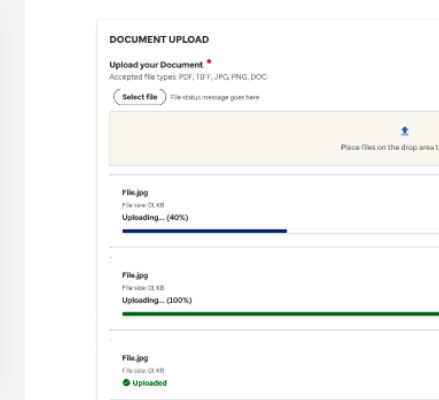 DOCUMENT UPLOAD
Upload your Document *
Accepted file types: PDF, TIFF, JPG, PNG, DOC
Select file File status message goes here
Place files on the drop area
File.jpg
File size: 01 KB
Uploading... (40%)
File.jpg
File size: 01 KB
Uploading... (100%)
File.jpg
File size: 01 KB
Uploaded